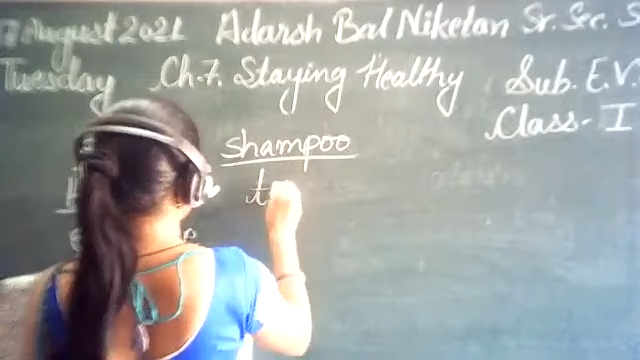 August 2021 Adarsh Bal Niketan Sr. Sec. S
Tuesday Ch.7. Staying Healthy Sub. E.V.
Class - I
shampoo
t